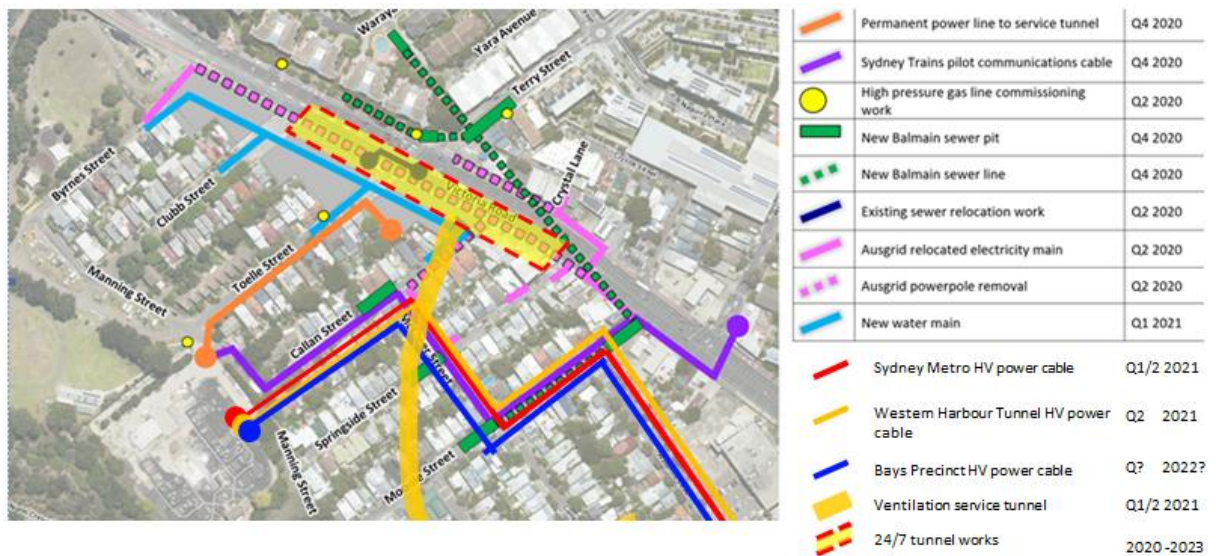 Waraya
Yara Avenue
Terry Street
Crystal Lane
Victoria Road
Byrnes Street
Clubb Street
Toelle Street
Manning Street
Callan Street
Springside Street
Manning Street
Street
Permanent power line to service tunnel Q4 2020
Sydney Trains pilot communications cable Q4 2020
High pressure gas line commissioning Q2 2020
work
New Balmain sewer pit Q4 2020
New Balmain sewer line Q4 2020
Existing sewer relocation work Q2 2020
Ausgrid relocated electricity main Q2 2020
Ausgrid powerpole removal Q2 2020
New water main Q1 2021
Sydney Metro HV power cable Q1/2 2021
Western Harbour Tunnel HV power Q2 2021
cable
Bays Precinct HV power cable Q? 2022?
Ventilation service tunnel Q1/2 2021
24/7 tunnel works 2020-2023